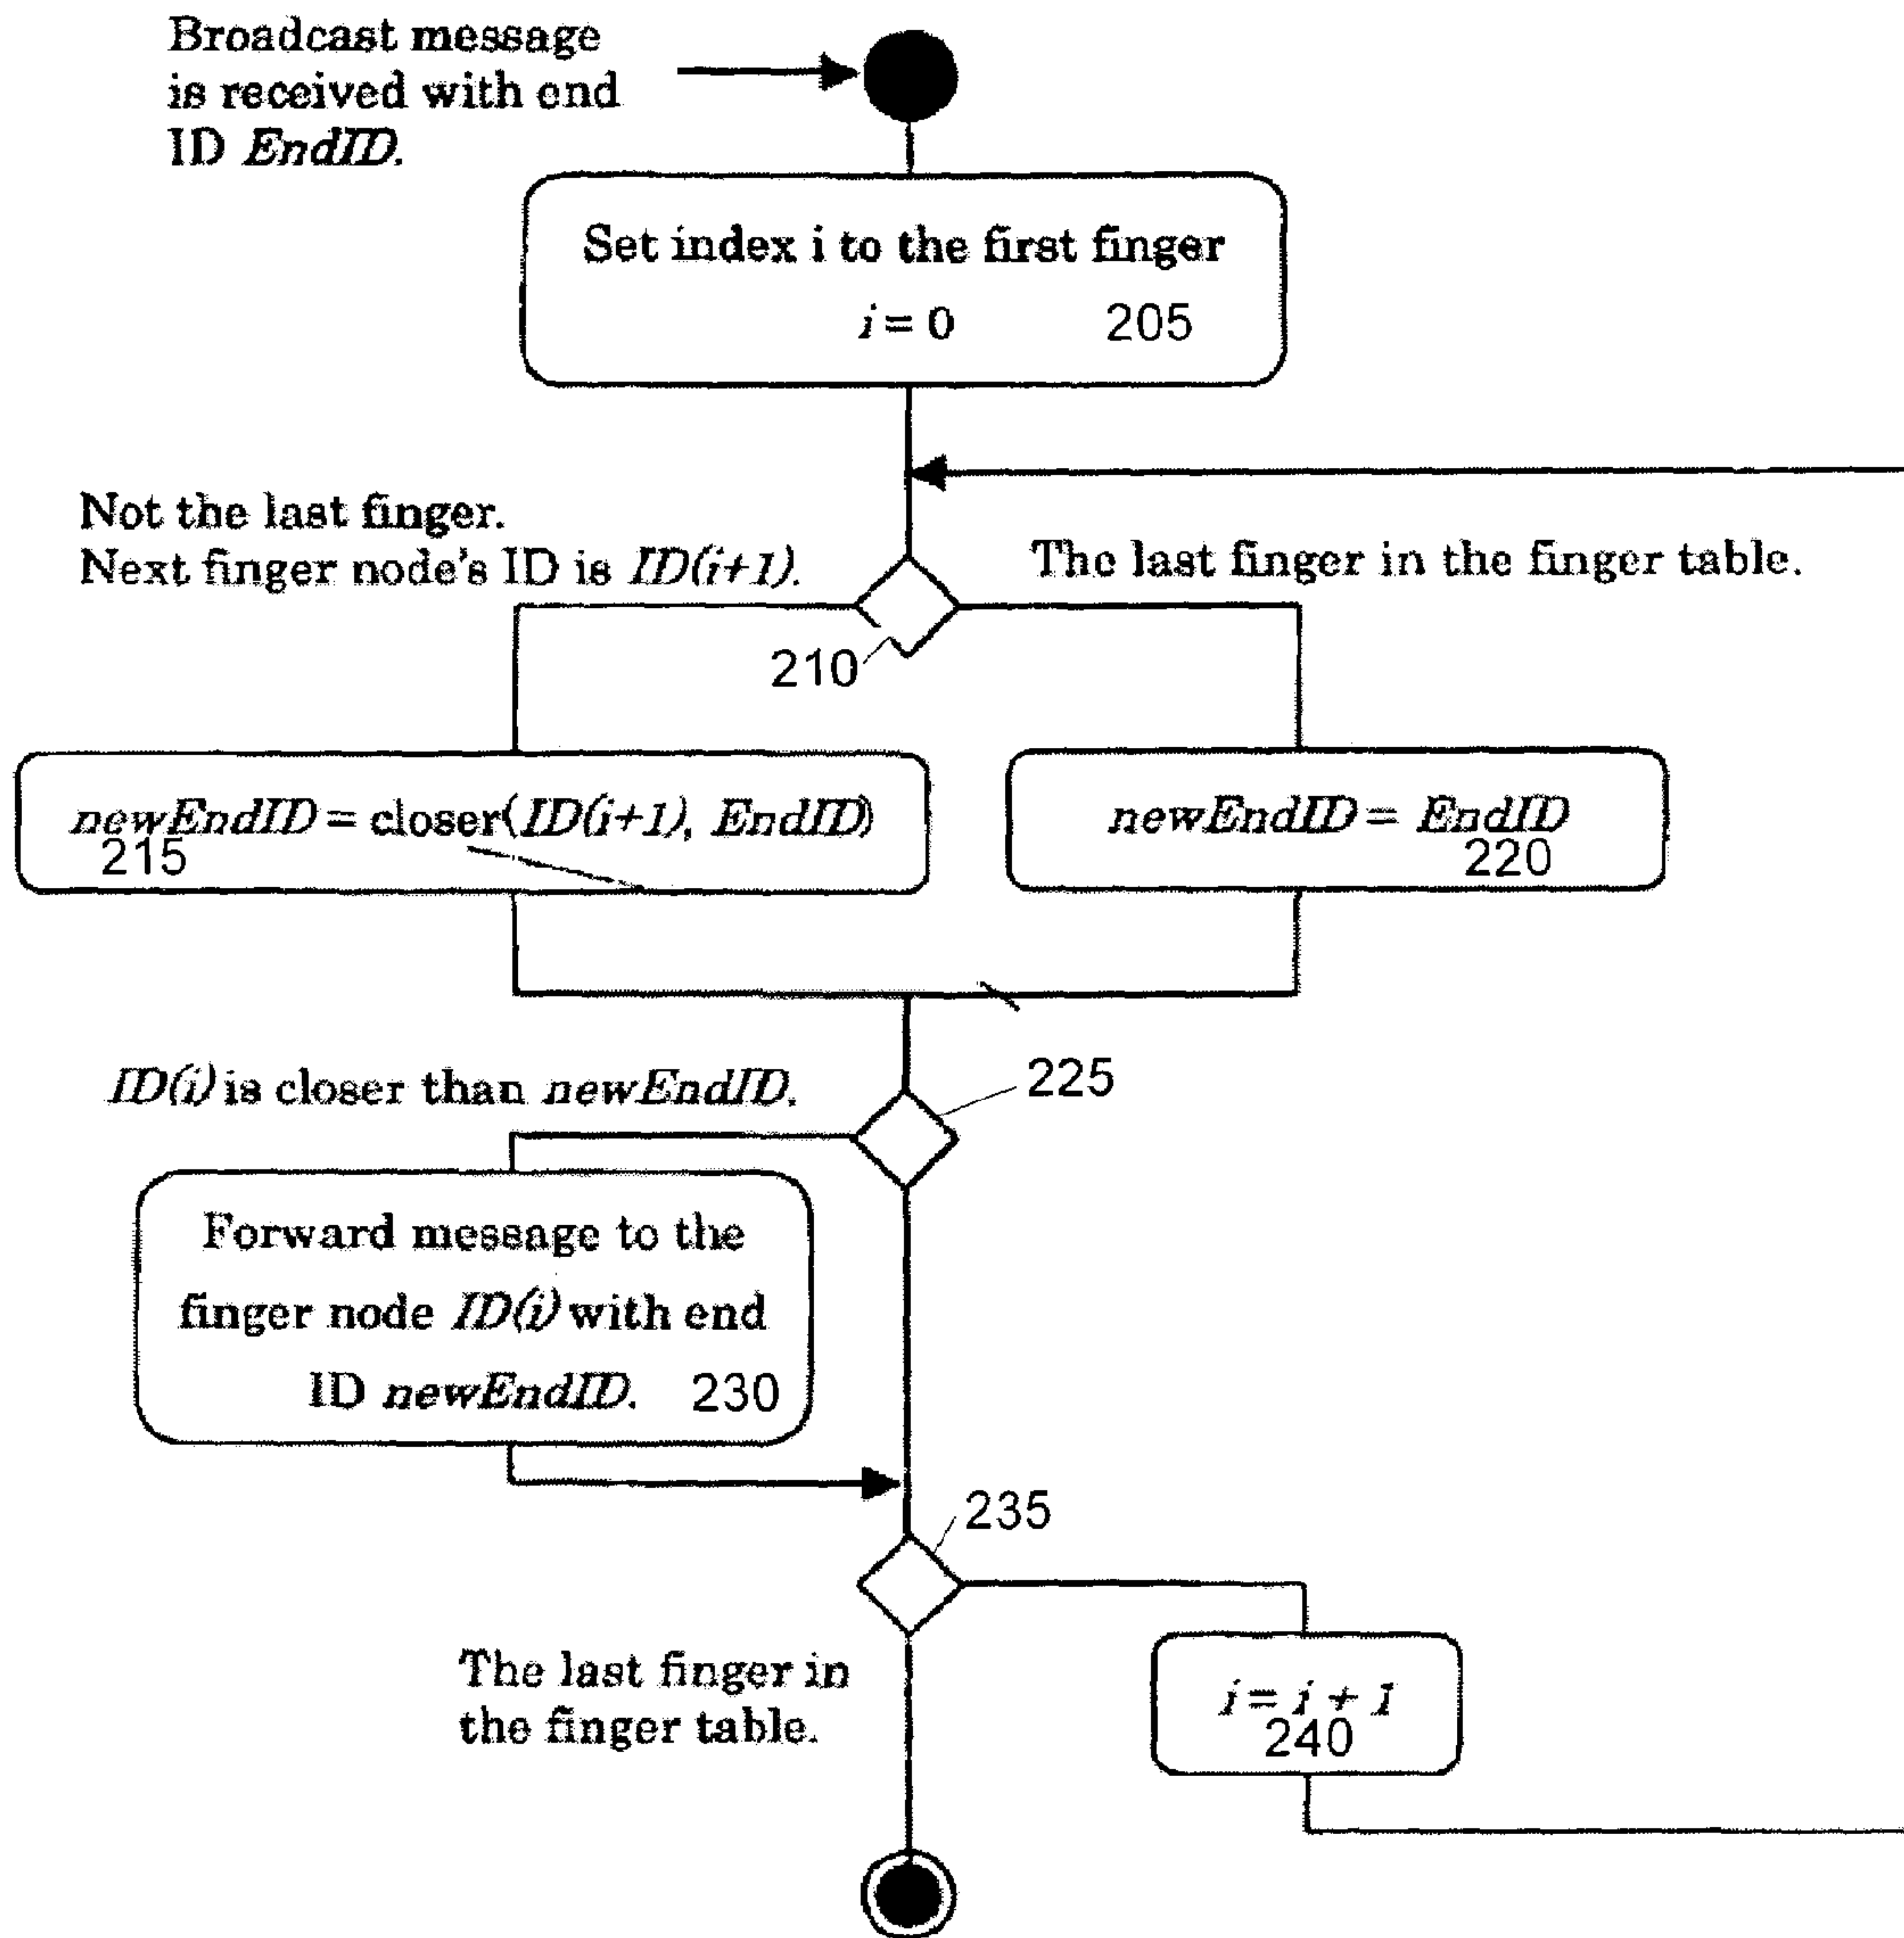 Broadcast message
is received with end
ID EndID.
Set index i to the first finger
i = 0 205
Not the last finger.
Next finger node's ID is ID(i+1).
The last finger in the finger table.
210
newEndID = closer(ID(i+1), EndID)
215
newEndID = EndID
220
ID(i) is closer than newEndID.
225
Forward message to the
finger node ID(i) with end
ID newEndID. 230
235
The last finger in
the finger table.
i = i + 1
240